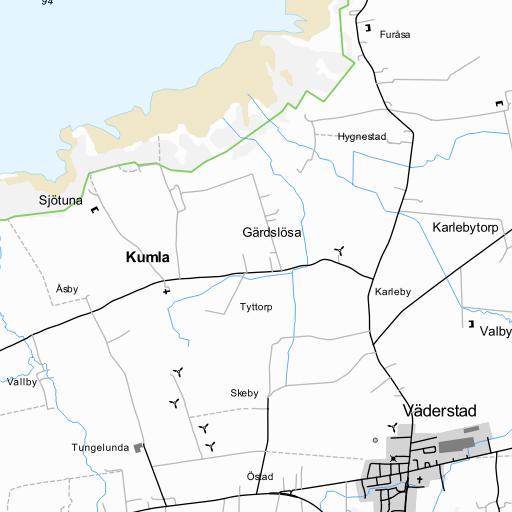 94
Furåsa
Hygnestad
Sjötuna
Karlebytorp
Gärdslösa
Kumla
Åsby
Karleby
Tyttorp
Valby
Vallby
Skeby
Väderstad
Tungelunda
Östad